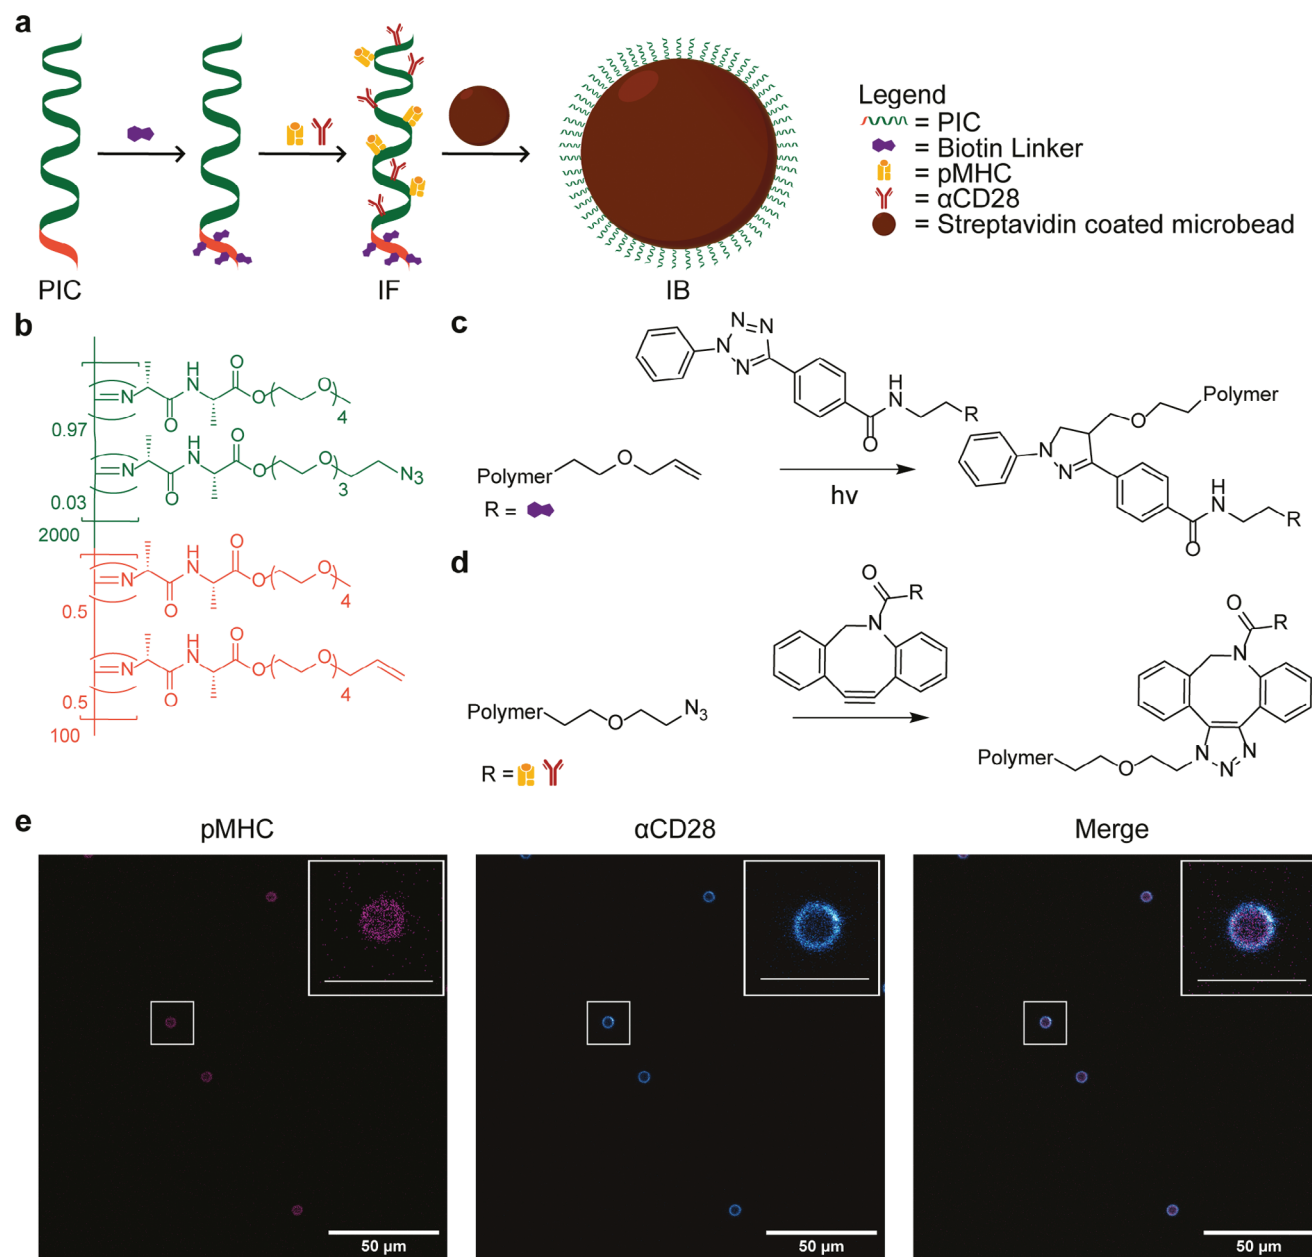 a
PIC
IF
IB
Legend
= PIC
= Biotin Linker
= pMHC
= αCD28
= Streptavidin coated microbead
b
N
O
H
N
O
O
O
4
0.97
N
O
H
N
O
O
O
3
N3
0.03
2000
N
O
H
N
O
O
O
4
0.5
N
O
H
N
O
O
O
4
0.5
100
c
N
N
N
N
O
H
N
R
Polymer
O
R =
hν
N
N
O
Polymer
O
H
N
R
d
Polymer
O
N3
R =
O
R
N
O
R
N
Polymer
O
N
N
N
e
pMHC
αCD28
Merge
50 μm
50 μm
50 μm